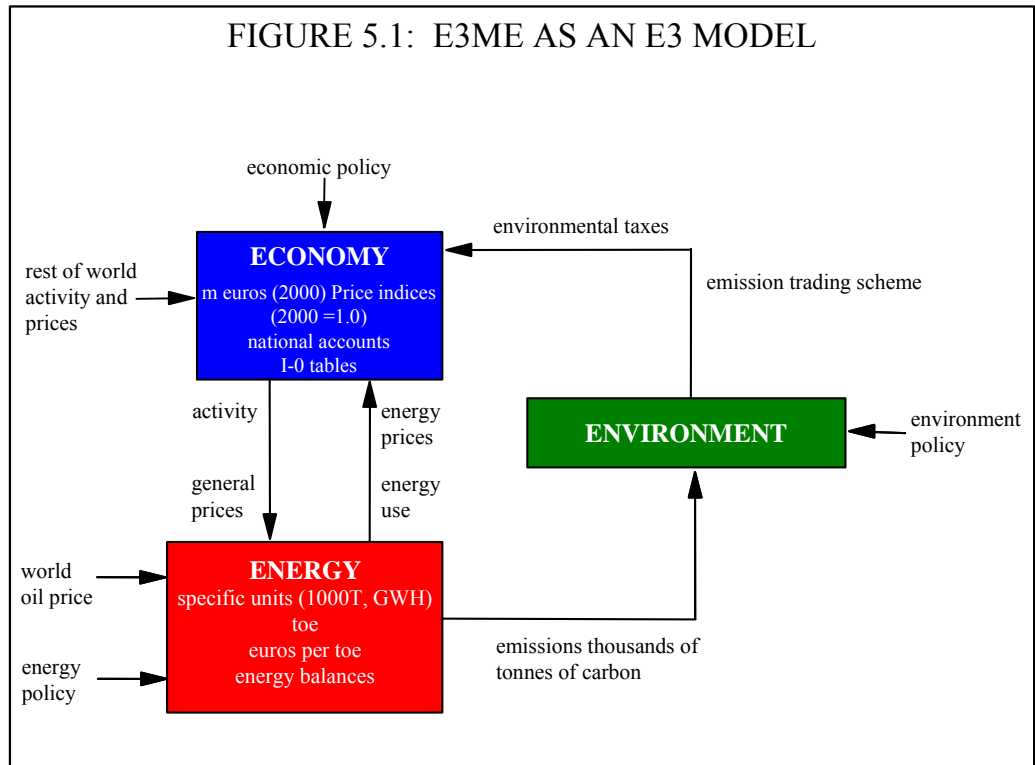 FIGURE 5.1: E3ME AS AN E3 MODEL
economic policy
environmental taxes
ECONOMY
m euros (2000) Price indices
(2000 =1.0)
national accounts
I-0 tables
rest of world
activity and
prices
emission trading scheme
activity
energy
prices
general
prices
energy
use
ENVIRONMENT
environment
policy
world
oil price
energy
policy
ENERGY
specific units (1000T, GWH)
toe
euros per toe
energy balances
emissions thousands of
tonnes of carbon